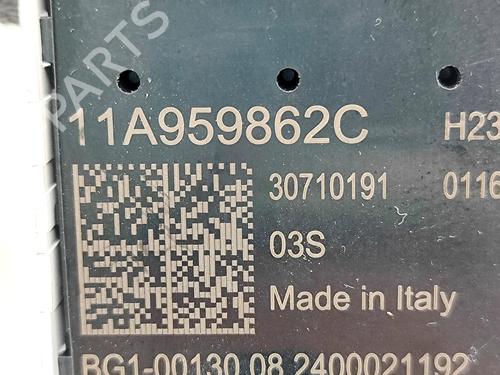 PARTS
11A959862C H23
30710191 0116
03S
Made in Italy
BG1-00130 08 2400021192